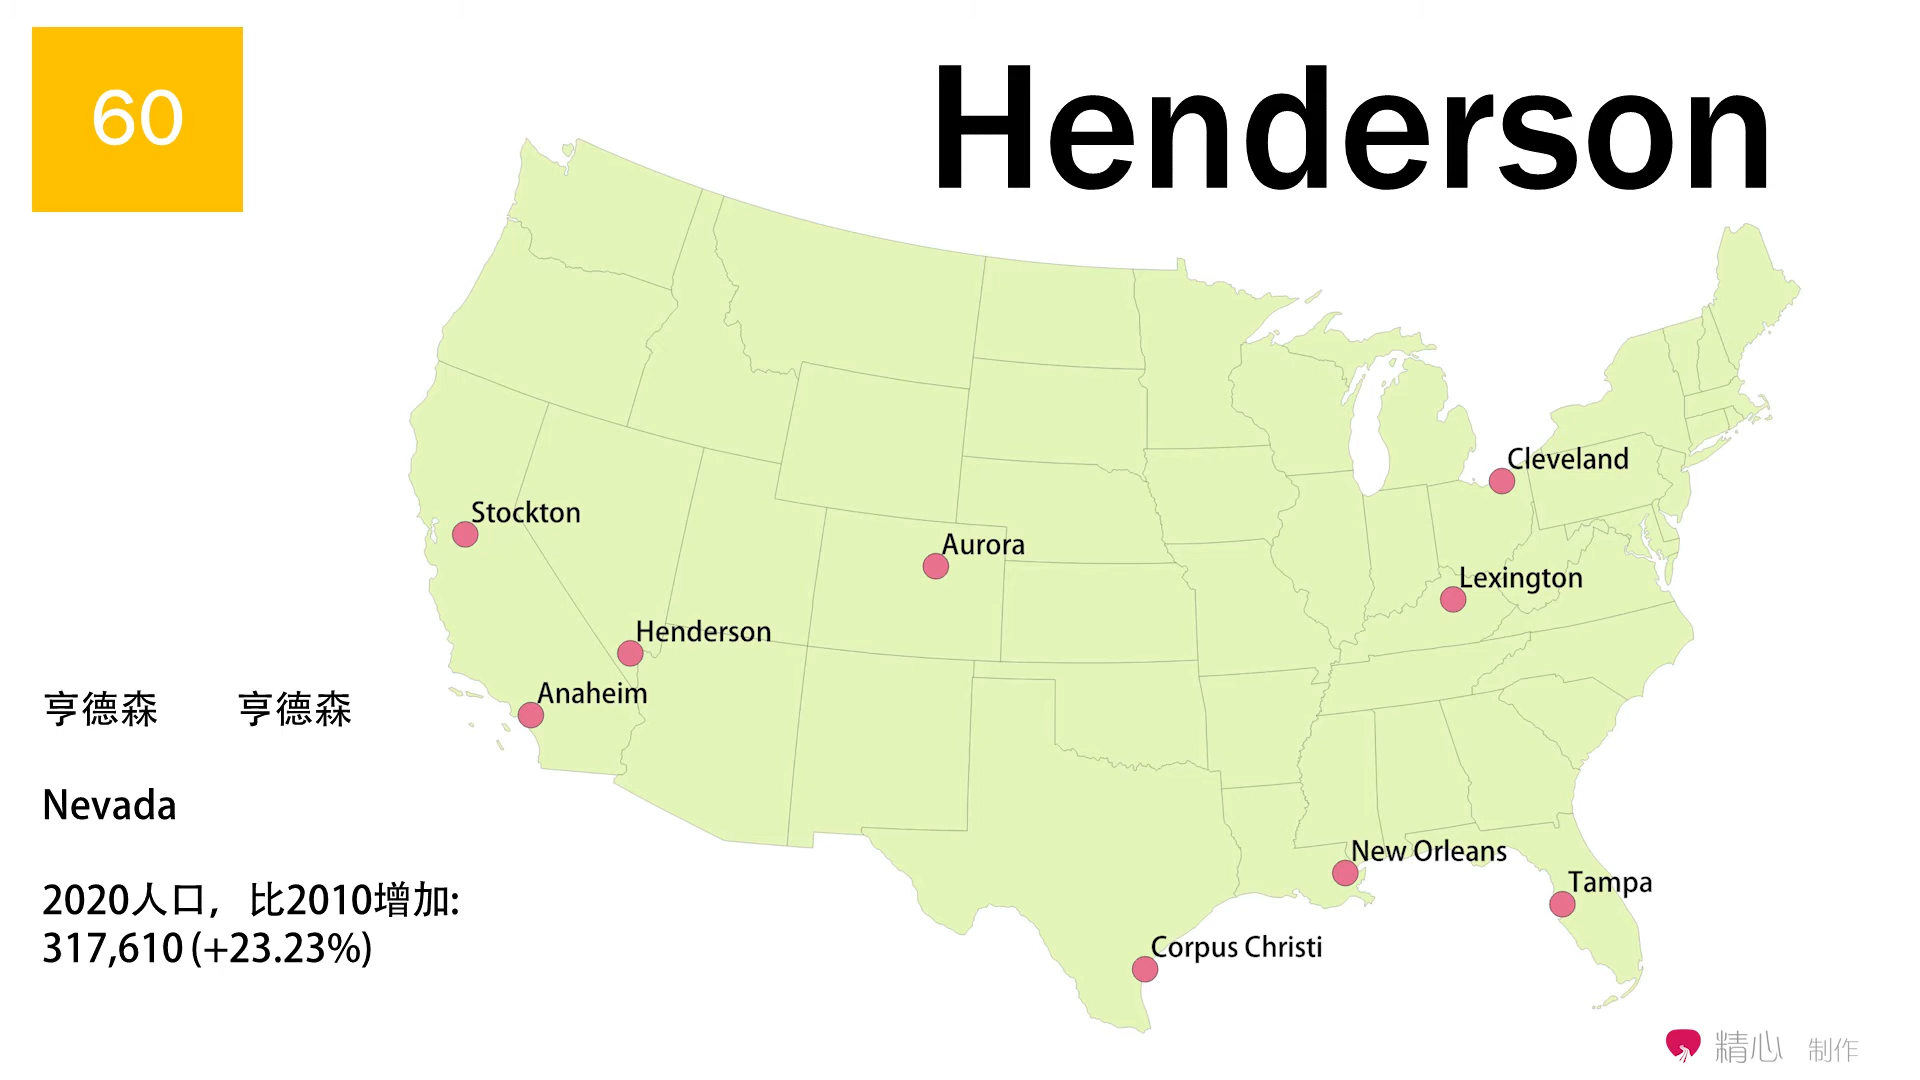 60
Henderson
Cleveland
Stockton
Aurora
Lexington
Henderson
Anaheim
亨德森 亨德森
Nevada
New Orleans
Tampa
2020人口，比2010增加:
317,610 (+23.23%)
Corpus Christi
精心 制作